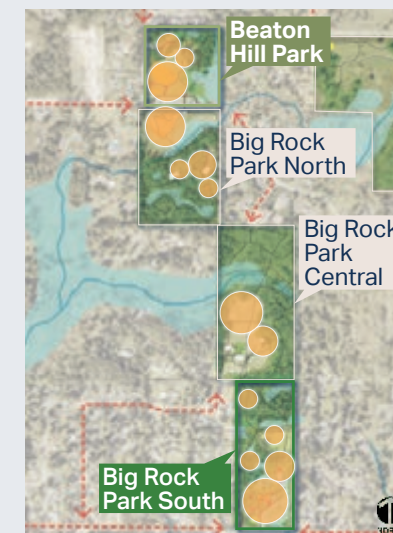 Beaton
Hill Park
Big Rock
Park North
Big Rock
Park
Central
Big Rock
Park South